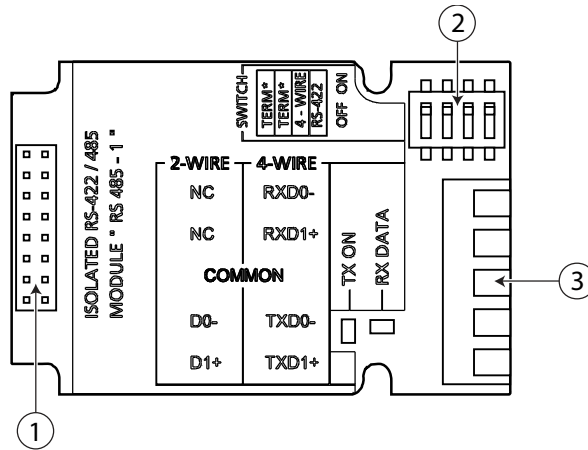 2
SWITCH
TERM*
TERM*
4 - WIRE
RS-422
OFF ON
ISOLATED RS-422 / 485
MODULE " RS 485 - 1 "
2-WIRE 4-WIRE
NC RXD0-
NC RXD1+
COMMON
D0- TXD0-
D1+ TXD1+
TX ON
RX DATA
3
1